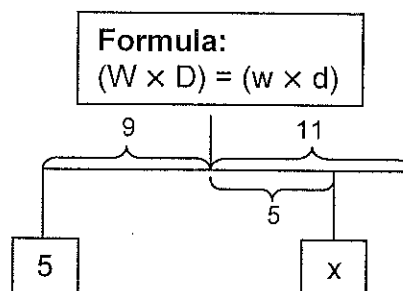 Formula:
(W × D) = (w × d)
9
11
5
5
x